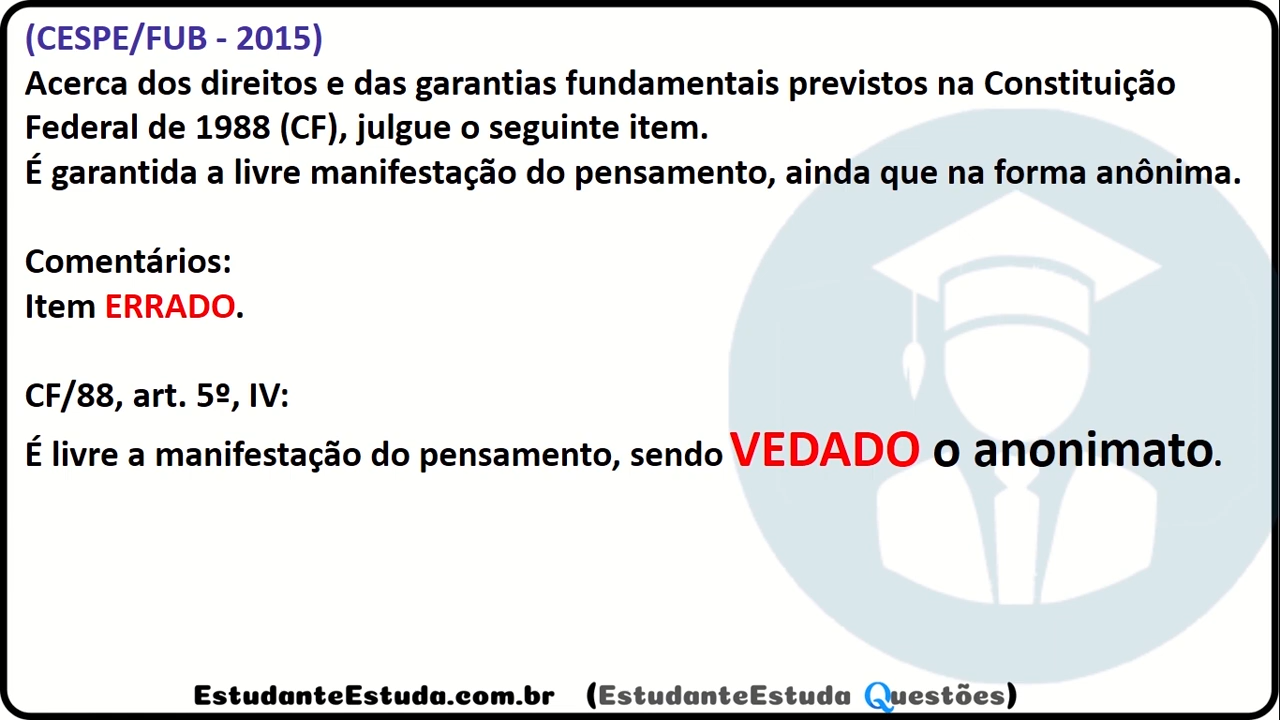 (CESPE/FUB - 2015)
Acerca dos direitos e das garantias fundamentais previstos na Constituição
Federal de 1988 (CF), julgue o seguinte item.
É garantida a livre manifestação do pensamento, ainda que na forma anônima.
Comentários:
Item ERRADO.
CF/88, art. 5º, IV:
É livre a manifestação do pensamento, sendo VEDADO o anonimato.
EstudanteEstuda.com.br (EstudanteEstuda Questões)